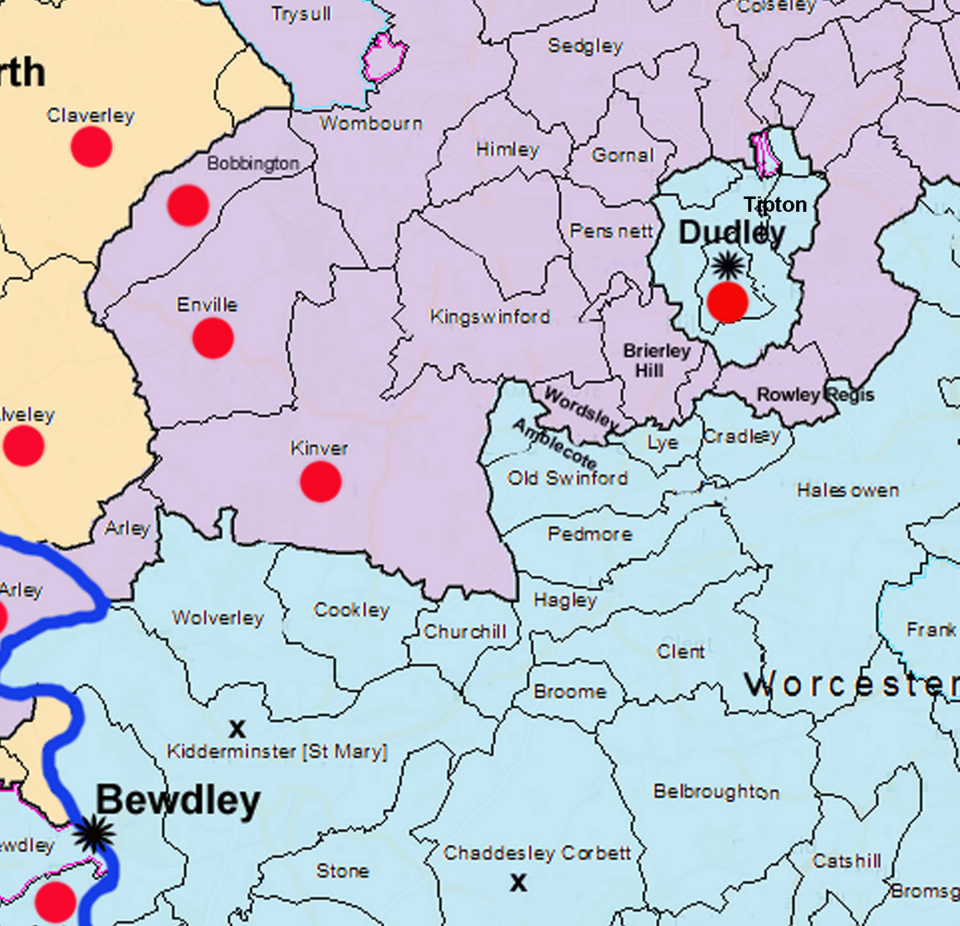 Trysull
Coseley
Sedgley
rth
Claverley
Wombourn
Himley
Gornal
Bobbington
Tipton
Pensnett
Dudley
Enville
Kingswinford
Brierley
Hill
Wordsley
Rowley Regis
lveley
Amblecote
Lye
Cradley
Kinver
Old Swinford
Halesowen
Arley
Pedmore
Arley
Hagley
Wolverley
Cookley
Churchill
Frank
Clent
Clent
Worcester
Broome
x
Kidderminster [St Mary]
Bewdley
Belbroughton
ewdley
Chaddesley Corbett
Catshill
Stone
x
Bromsg